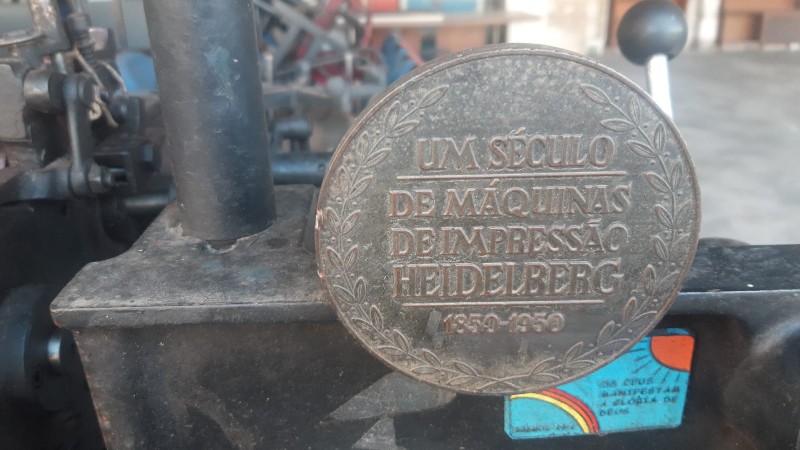 UM SÉCULO
DE MÁQUINAS
DE IMPRESSÃO
HEIDELBERG
1850-1950
OS CÉUS
MANIFESTAM
A GLÓRIA DE
DEUS